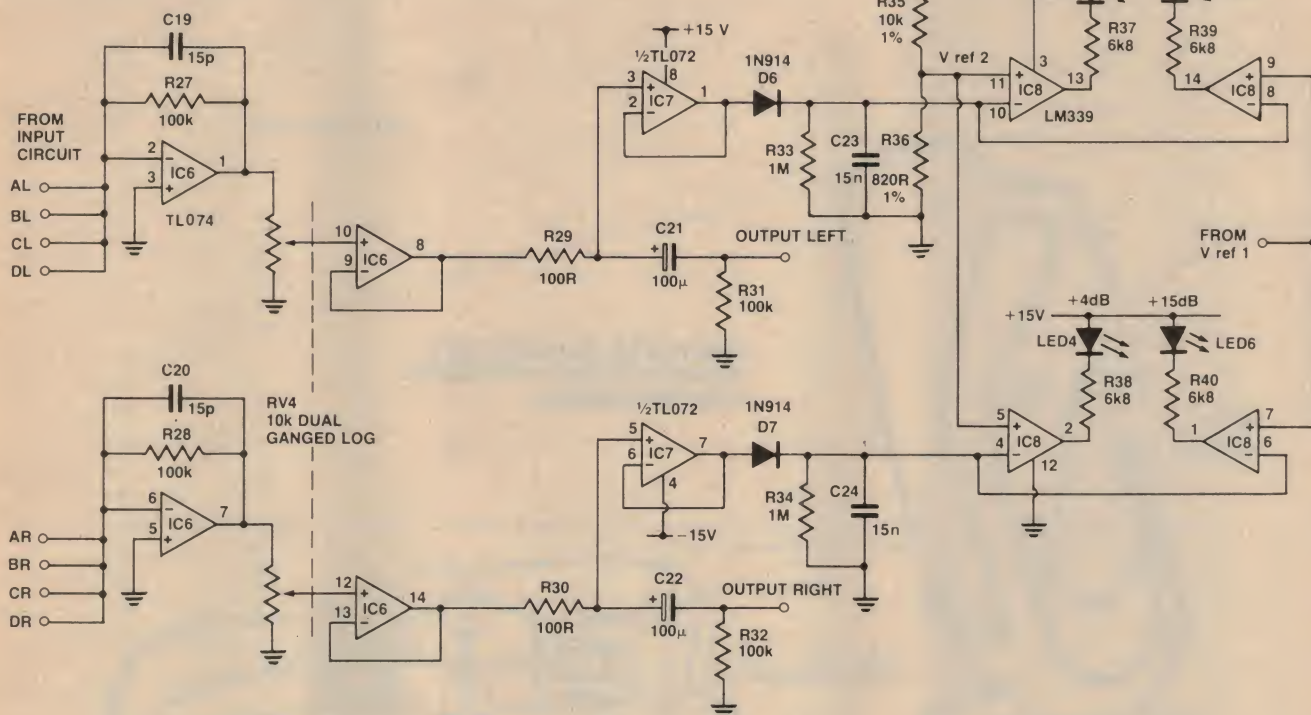 C19
15p
R27
100k
FROM
INPUT
CIRCUIT
2
3
1
IC6
TL074
AL
BL
CL
DL
10
9
8
IC6
R29
100R
C21
+
100µ
OUTPUT LEFT
R31
100k
+15 V
½TL072
8
3
2
1
IC7
1N914
D6
R33
1M
C23
15n
R35
10k
1%
V ref 2
R36
820R
1%
3
11
10
13
IC8
LM339
R37
6k8
R39
6k8
14
9
8
IC8
FROM
V ref 1
C20
15p
R28
100k
RV4
10k DUAL
GANGED LOG
6
5
7
IC6
AR
BR
CR
DR
12
13
14
IC6
R30
100R
C22
+
100µ
OUTPUT RIGHT
R32
100k
½TL072
5
6
7
IC7
4
-15V
1N914
D7
R34
1M
C24
15n
+15V
+4dB
+15dB
LED4
LED6
R38
6k8
R40
6k8
5
4
2
IC8
12
1
7
6
IC8